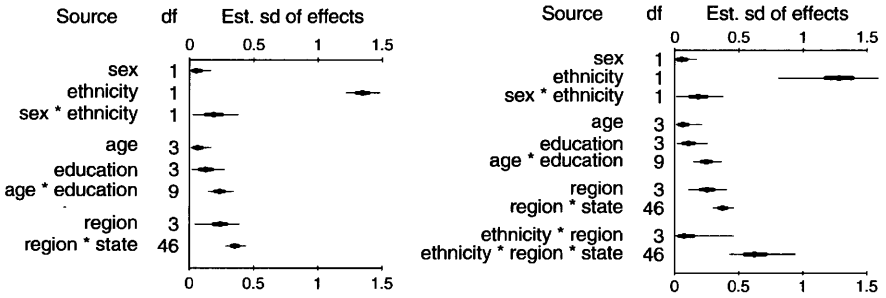 Source df Est. sd of effects
0 0.5 1 1.5
sex 1
ethnicity 1
sex * ethnicity 1
age 3
education 3
age * education 9
region 3
region * state 46
0 0.5 1 1.5
Source df Est. sd of effects
0 0.5 1 1.5
sex 1
ethnicity 1
sex * ethnicity 1
age 3
education 3
age * education 9
region 3
region * state 46
ethnicity * region 3
ethnicity * region * state 46
0 0.5 1 1.5